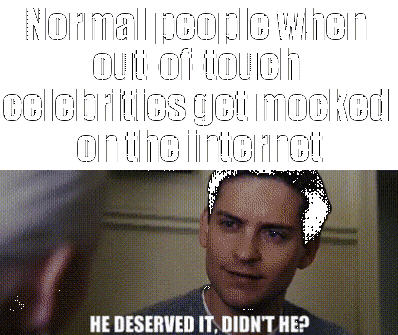 Normal people when
out of touch
celebrities get mocked
on the internet
HE DESERVED IT, DIDN'T HE?